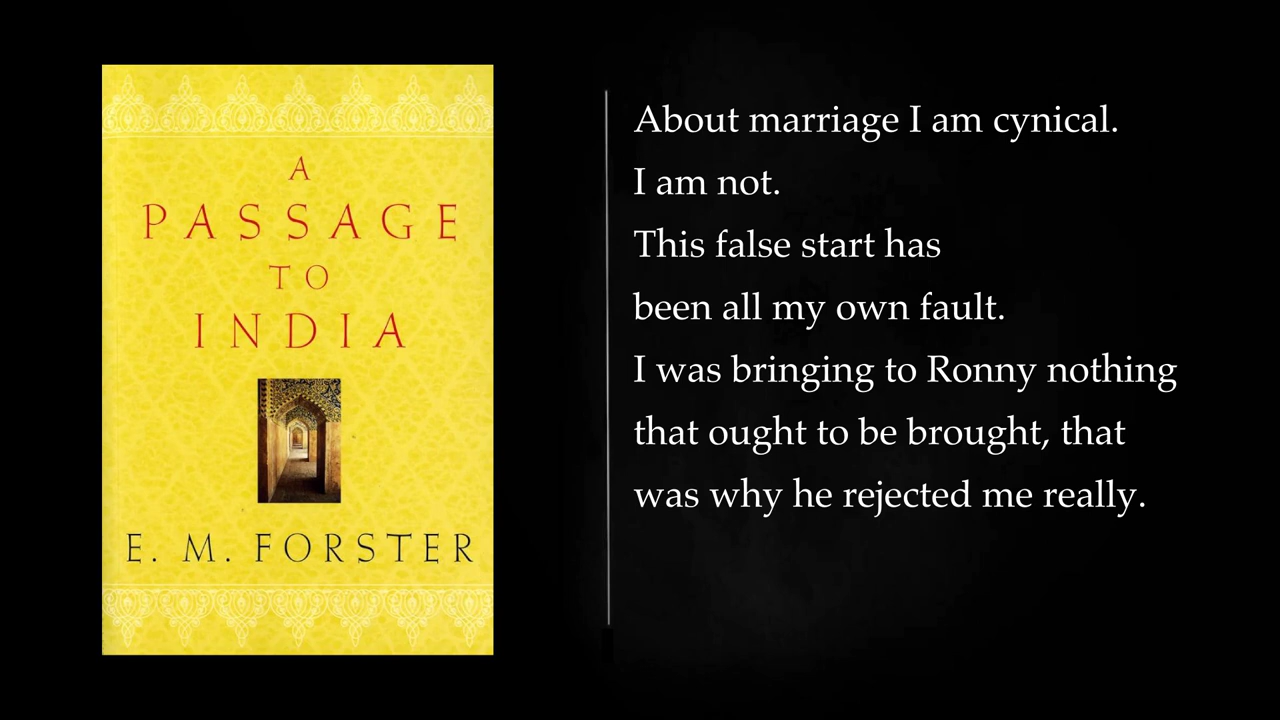 A
PASSAGE
TO
INDIA
E. M. FORSTER
About marriage I am cynical.
I am not.
This false start has
been all my own fault.
I was bringing to Ronny nothing
that ought to be brought, that
was why he rejected me really.